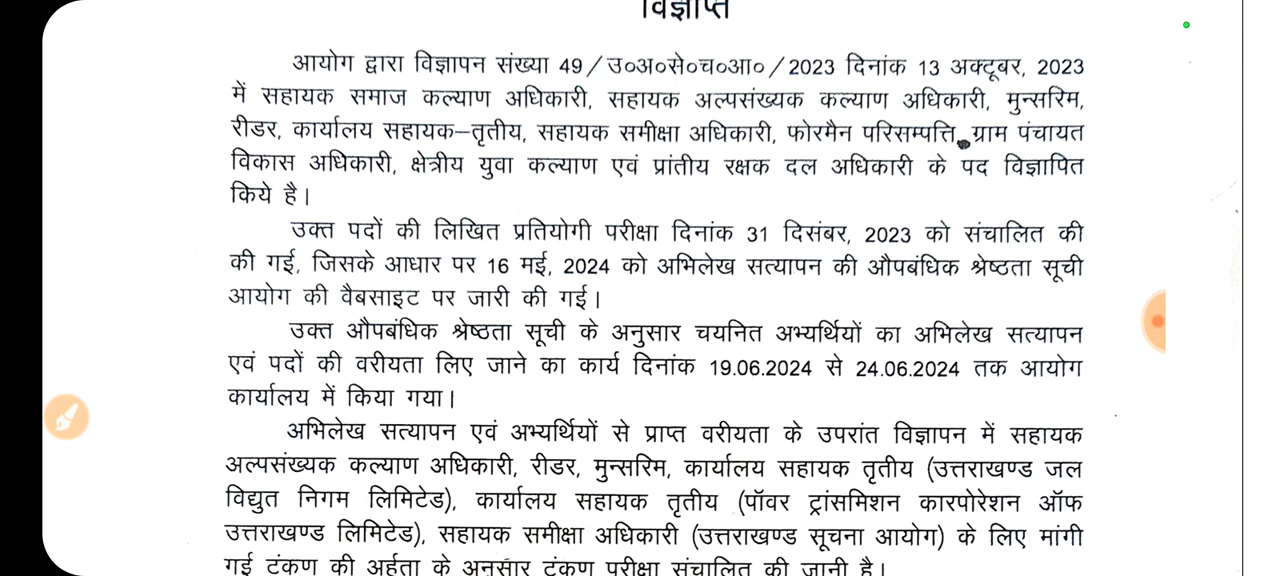 विज्ञप्ति
आयोग द्वारा विज्ञापन संख्या 49/उ०अ०से०च०आ०/2023 दिनांक 13 अक्टूबर, 2023
में सहायक समाज कल्याण अधिकारी, सहायक अल्पसंख्यक कल्याण अधिकारी, मुन्सरिम,
रीडर, कार्यालय सहायक–तृतीय, सहायक समीक्षा अधिकारी, फोरमैन परिसम्पत्ति, ग्राम पंचायत
विकास अधिकारी, क्षेत्रीय युवा कल्याण एवं प्रांतीय रक्षक दल अधिकारी के पद विज्ञापित
किये है।
उक्त पदों की लिखित प्रतियोगी परीक्षा दिनांक 31 दिसंबर, 2023 को संचालित की
की गई, जिसके आधार पर 16 मई, 2024 को अभिलेख सत्यापन की औपबंधिक श्रेष्ठता सूची
आयोग की वैबसाइट पर जारी की गई।
उक्त औपबंधिक श्रेष्ठता सूची के अनुसार चयनित अभ्यर्थियों का अभिलेख सत्यापन
एवं पदों की वरीयता लिए जाने का कार्य दिनांक 19.06.2024 से 24.06.2024 तक आयोग
कार्यालय में किया गया।
अभिलेख सत्यापन एवं अभ्यर्थियों से प्राप्त वरीयता के उपरांत विज्ञापन में सहायक
अल्पसंख्यक कल्याण अधिकारी, रीडर, मुन्सरिम, कार्यालय सहायक तृतीय (उत्तराखण्ड जल
विद्युत निगम लिमिटेड), कार्यालय सहायक तृतीय (पॉवर ट्रांसमिशन कारपोरेशन ऑफ
उत्तराखण्ड लिमिटेड), सहायक समीक्षा अधिकारी (उत्तराखण्ड सूचना आयोग) के लिए मांगी
गई टंकण की अर्हता के अनुसार टंकण परीक्षा संचालित की जानी है।